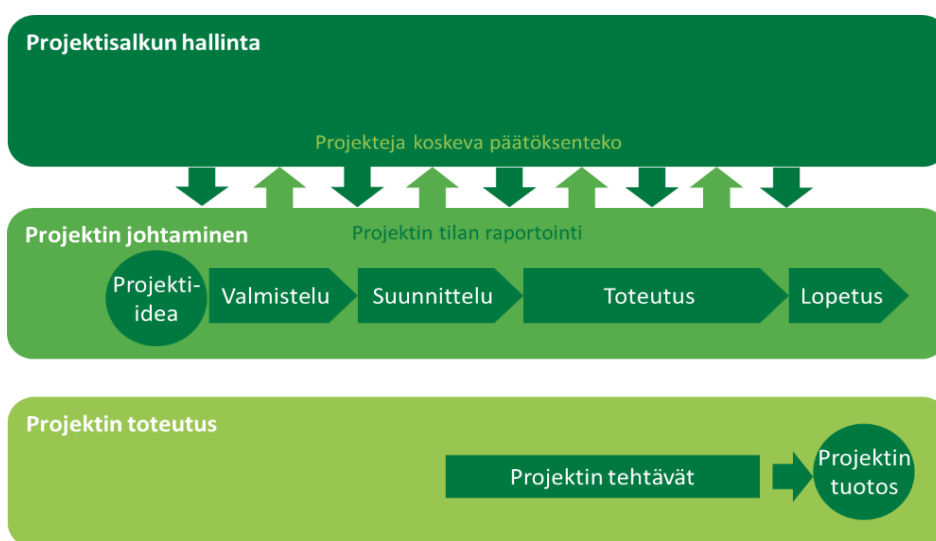 Projektisalkun hallinta
Projekteja koskeva päätöksenteko
Projektin johtaminen
Projektin tilan raportointi
Projekti-
idea
Valmistelu
Suunnittelu
Toteutus
Lopetus
Projektin toteutus
Projektin tehtävät
Projektin
tuotos